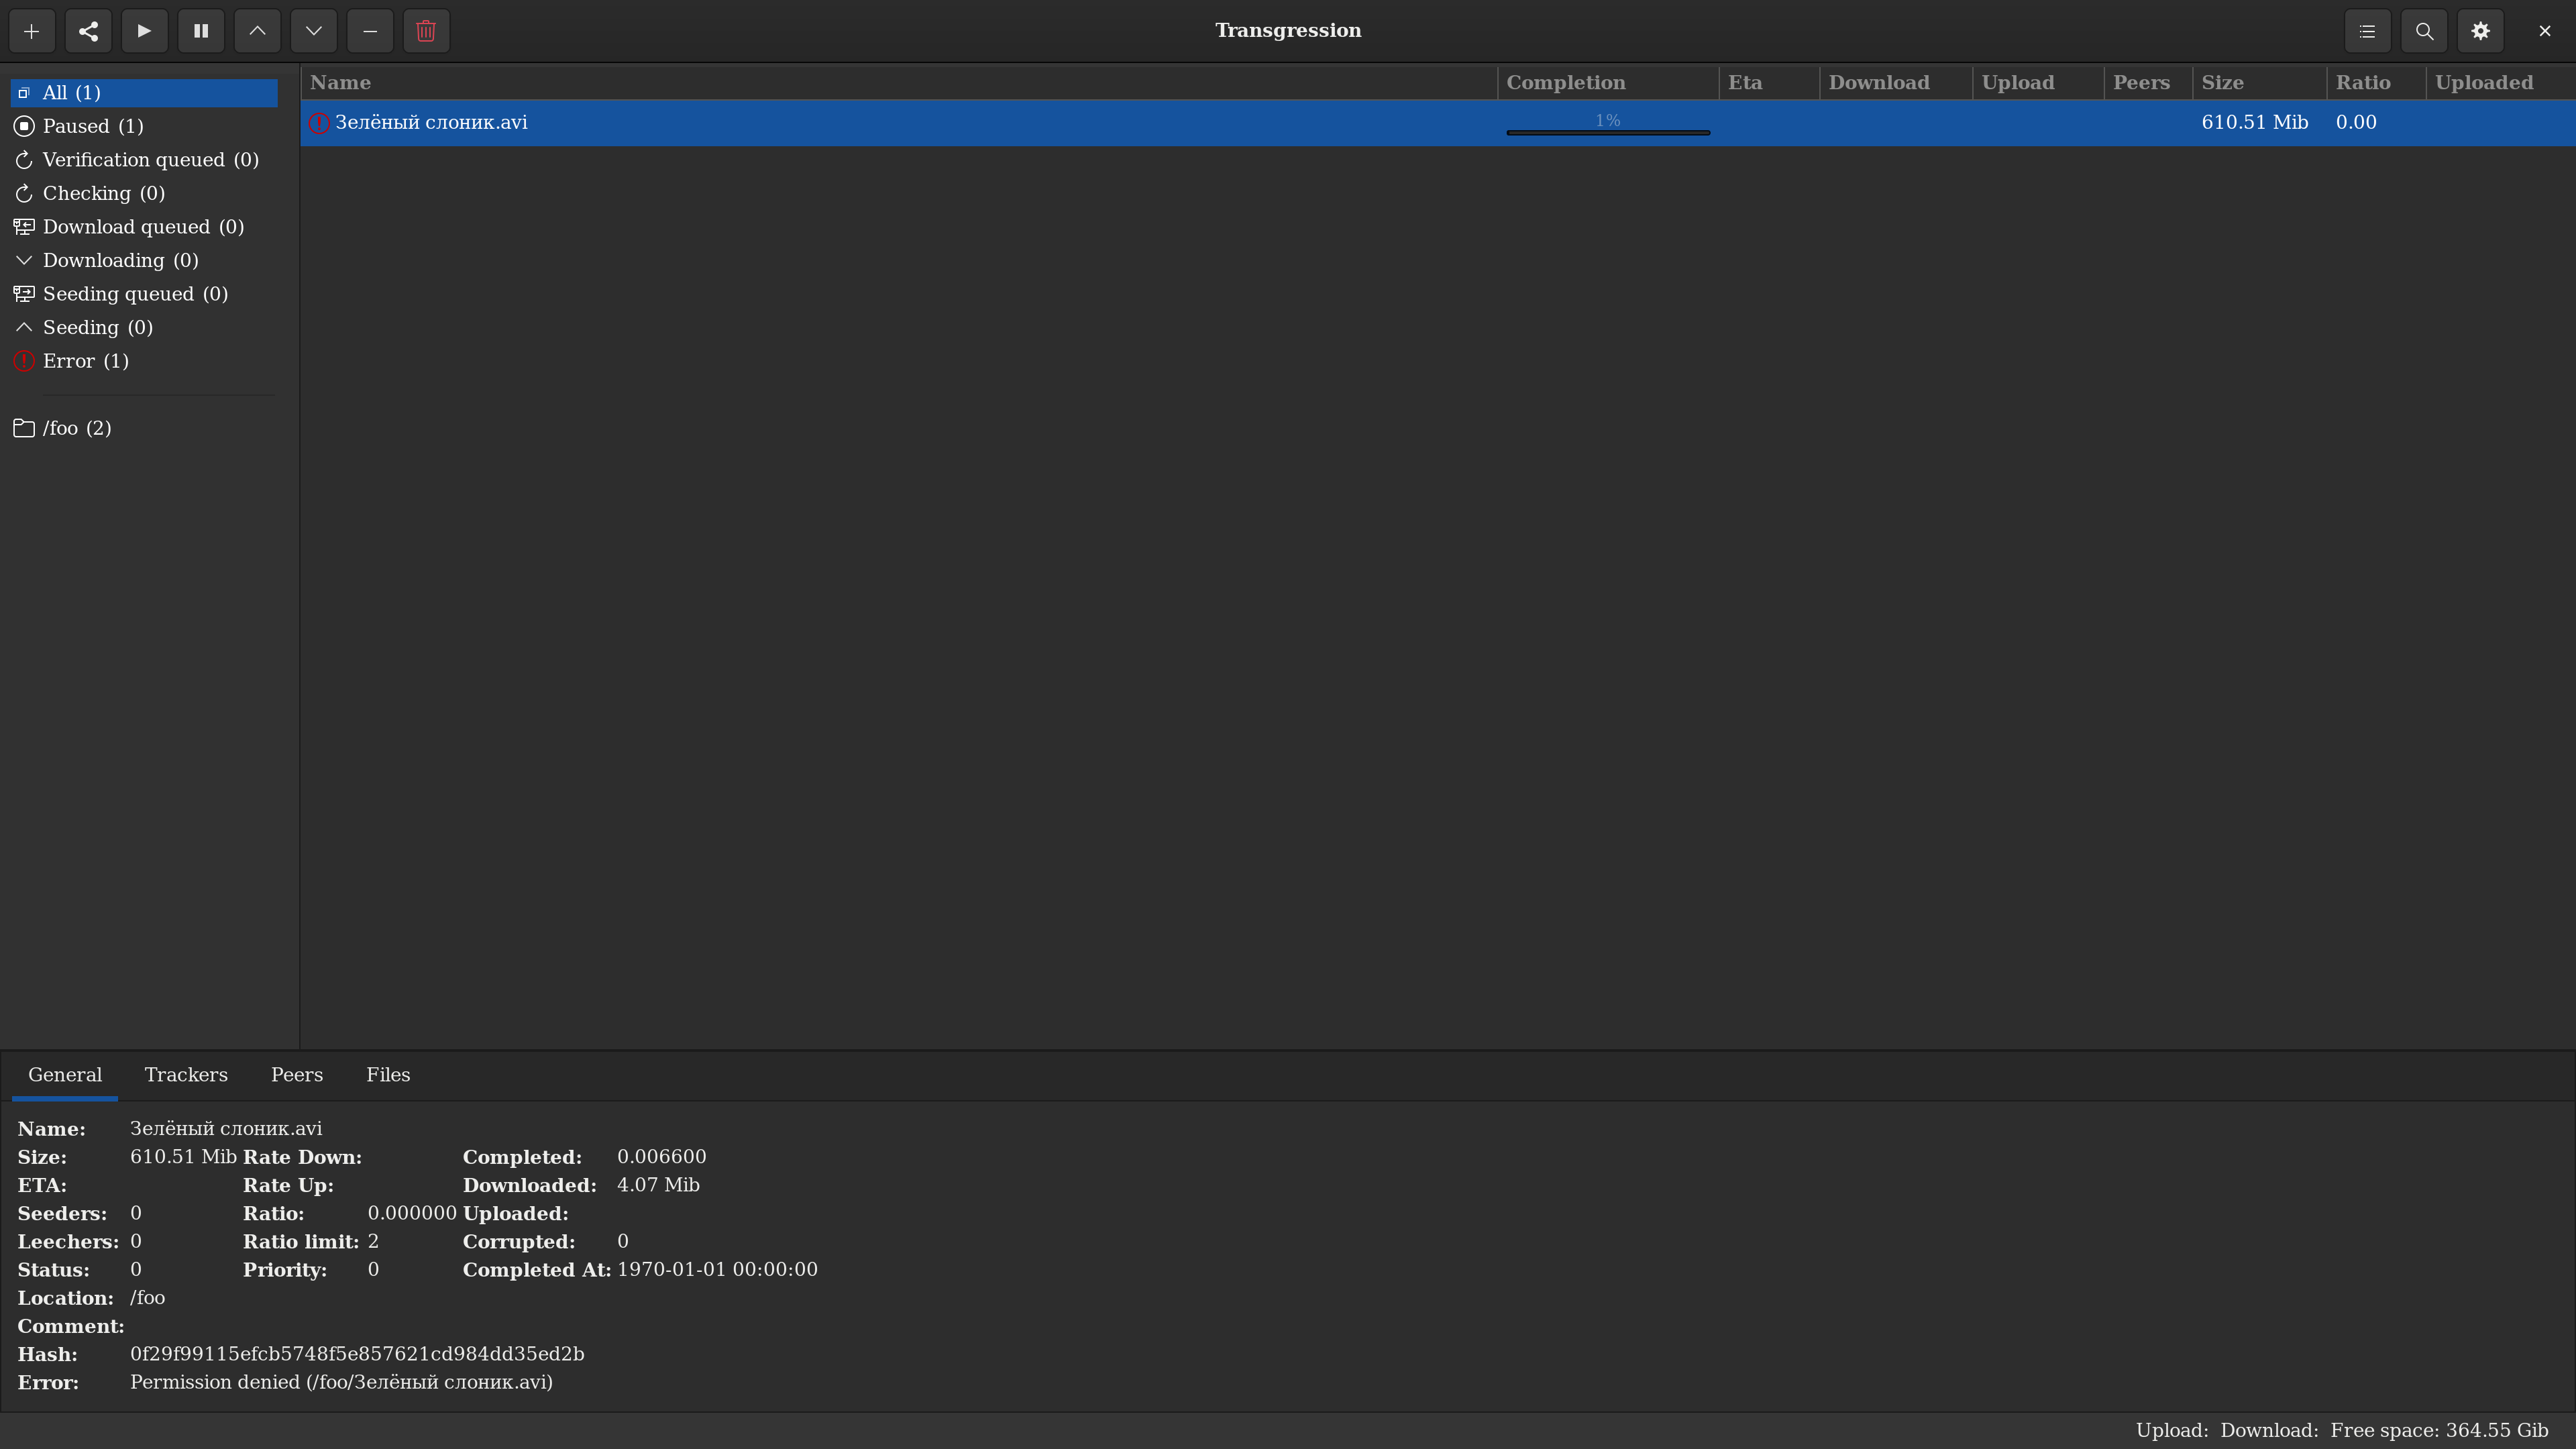 Transgression
All (1)
Paused (1)
Verification queued (0)
Checking (0)
Download queued (0)
Downloading (0)
Seeding queued (0)
Seeding (0)
Error (1)
/foo (2)
Name Completion Eta Download Upload Peers Size Ratio Uploaded
Зелёный слоник.avi 1% 610.51 Mib 0.00
General Trackers Peers Files
Name: Зелёный слоник.avi
Size: 610.51 Mib Rate Down: Completed: 0.006600
ETA: Rate Up: Downloaded: 4.07 Mib
Seeders: 0 Ratio: 0.000000 Uploaded:
Leechers: 0 Ratio limit: 2 Corrupted: 0
Status: 0 Priority: 0 Completed At: 1970-01-01 00:00:00
Location: /foo
Comment:
Hash: 0f29f99115efcb5748f5e857621cd984dd35ed2b
Error: Permission denied (/foo/Зелёный слоник.avi)
Upload: Download: Free space: 364.55 Gib